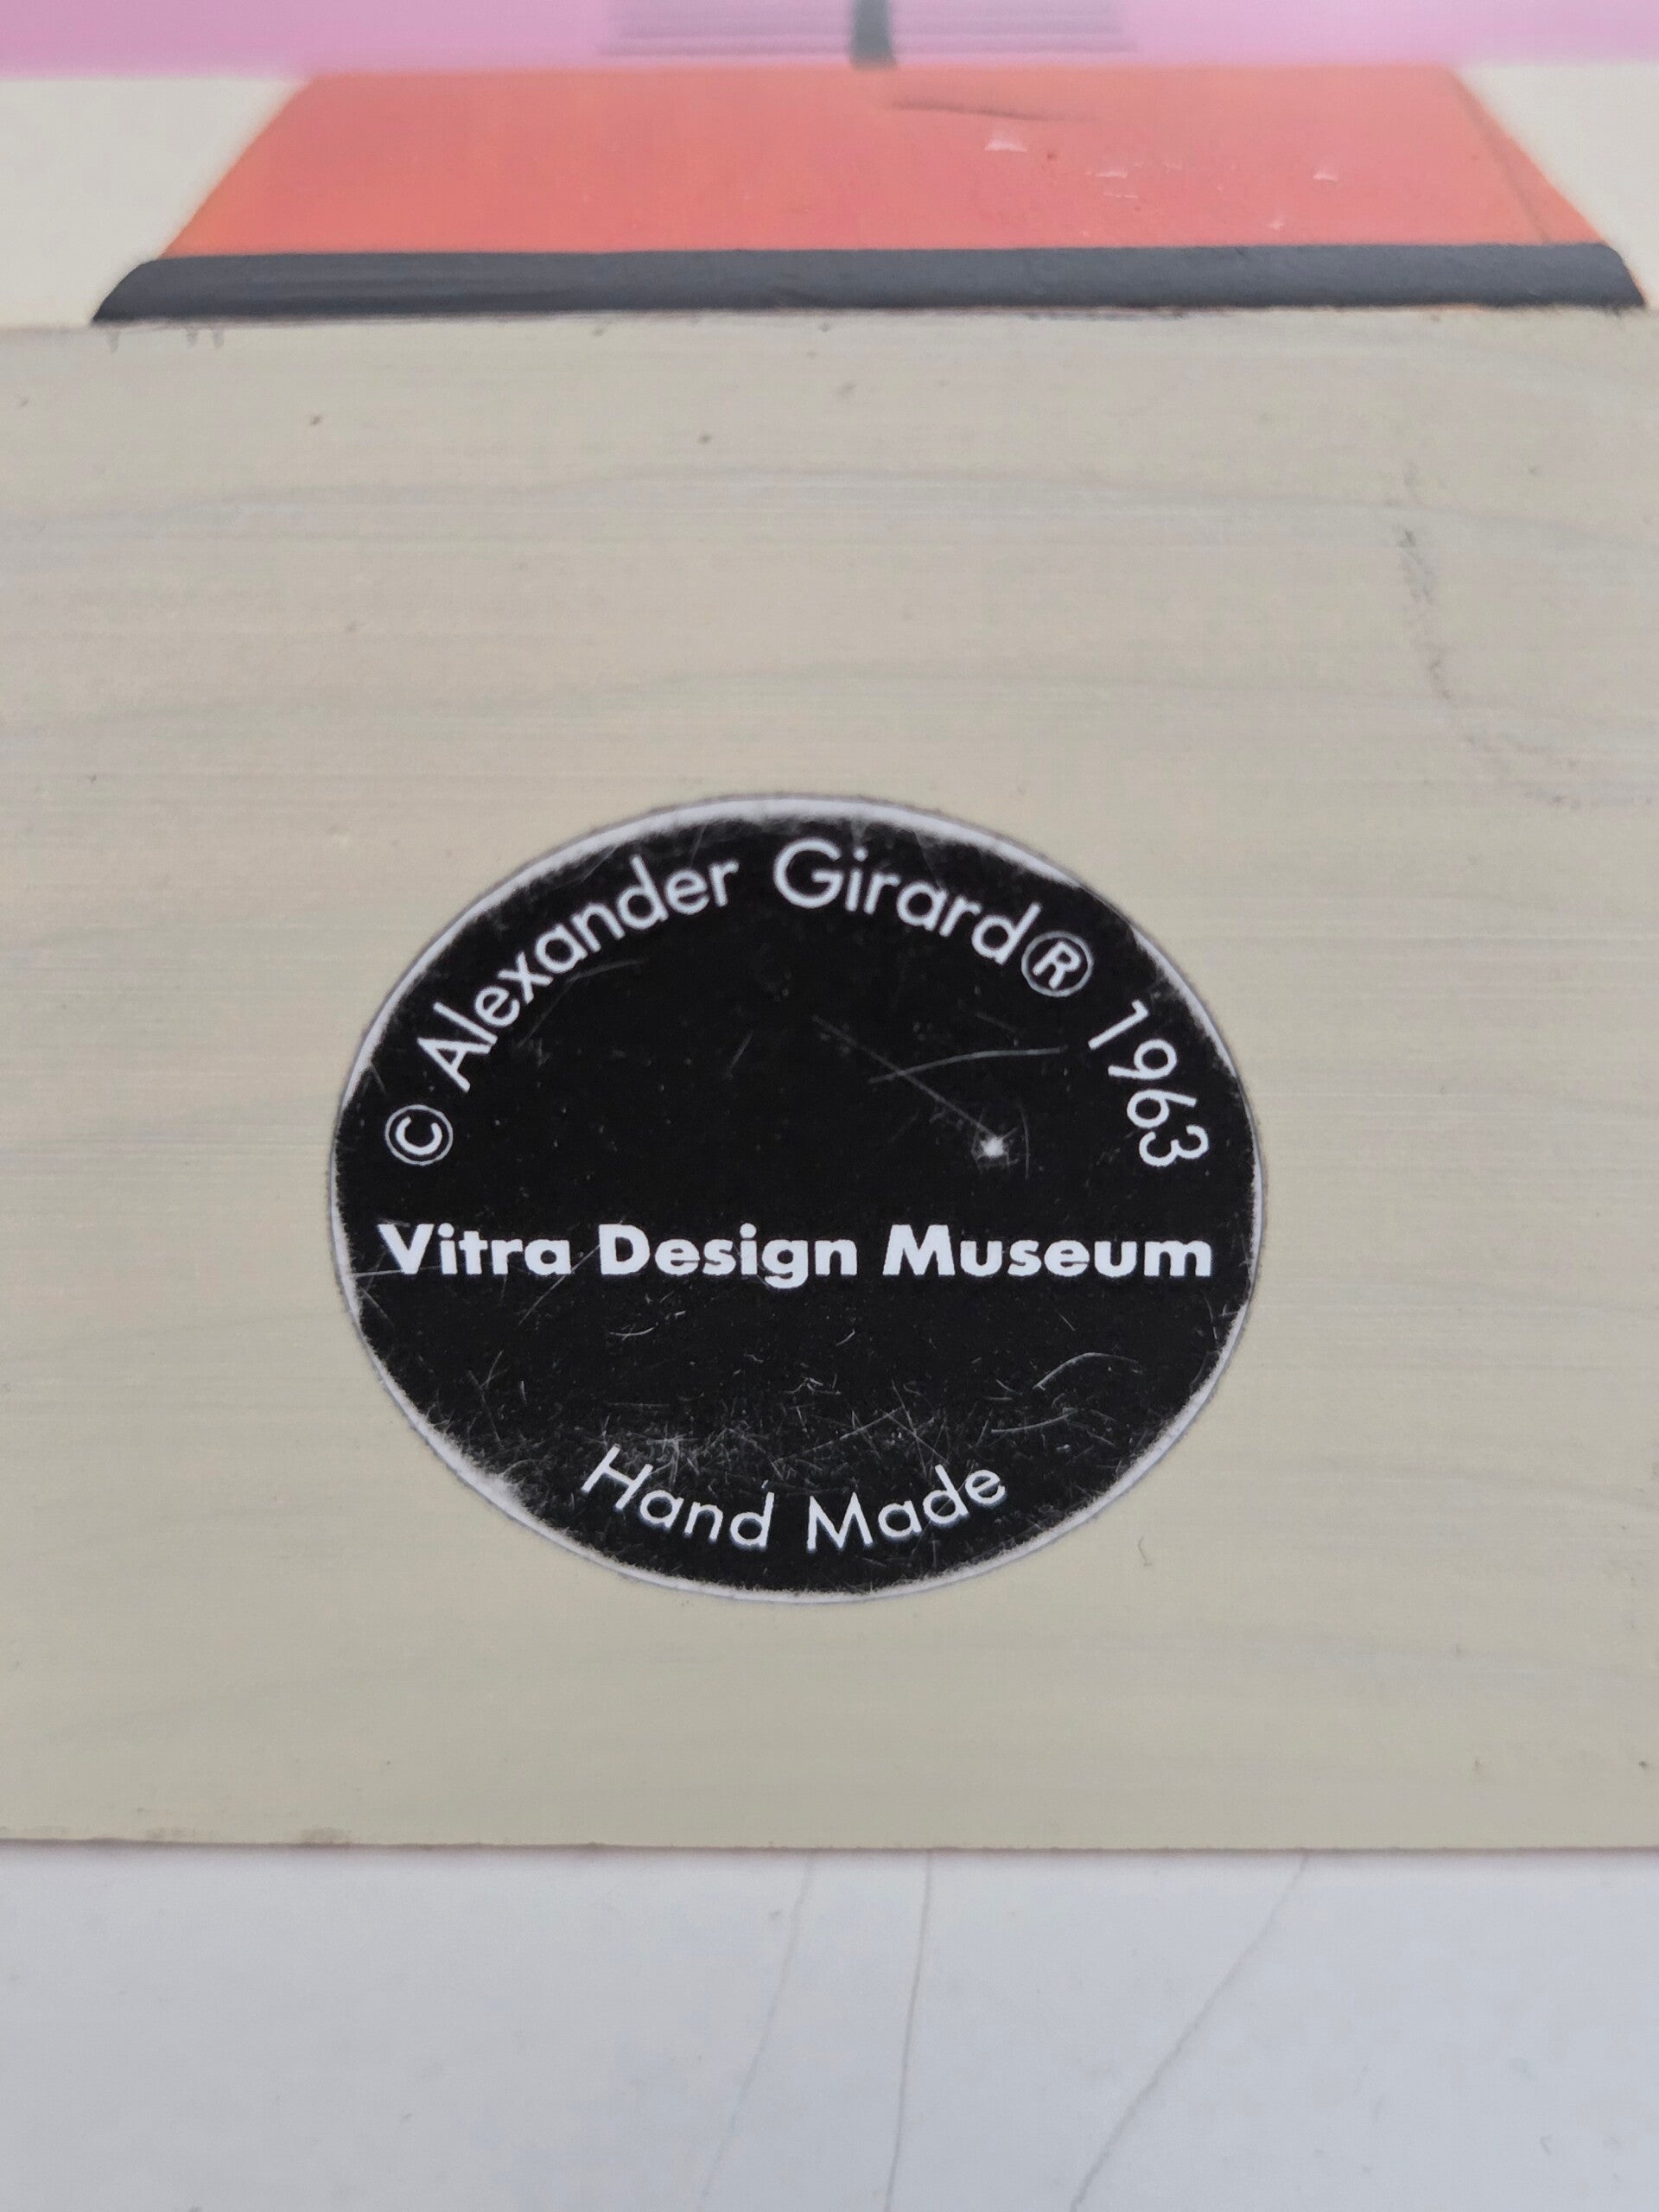 © Alexander Girard® 1963
Vitra Design Museum
Hand Made